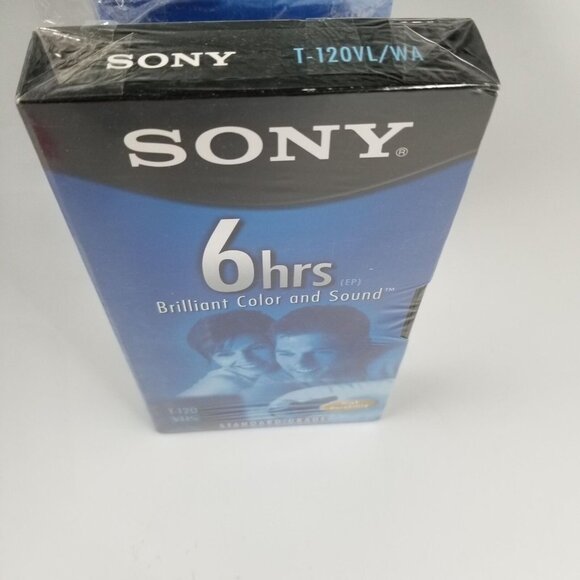 SONY T-120VL/WA
SONY®
6hrs (EP)
Brilliant Color and Sound™
T-120
VHS
STANDARD GRADE